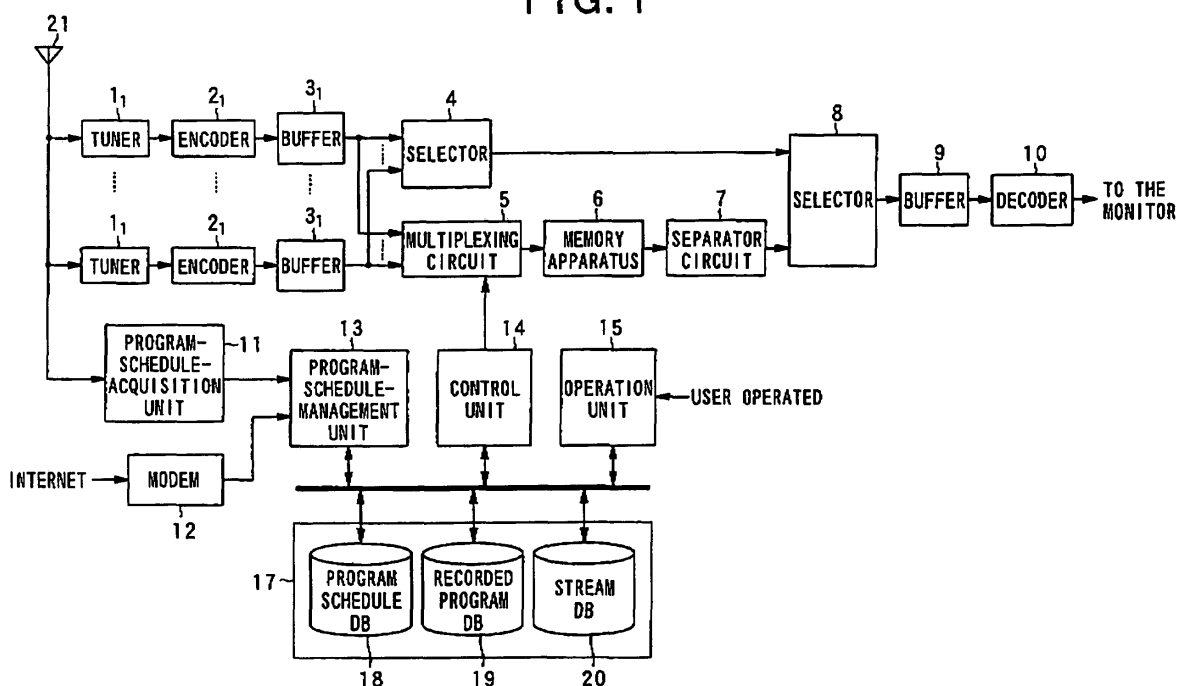 FIG. 1
21
1₁
2₁
3₁
4
TUNER
ENCODER
BUFFER
SELECTOR
8
9
10
SELECTOR
BUFFER
DECODER
TO THE
MONITOR
1₁
2₁
3₁
5
6
7
TUNER
ENCODER
BUFFER
MULTIPLEXING
CIRCUIT
MEMORY
APPARATUS
SEPARATOR
CIRCUIT
PROGRAM-
SCHEDULE-
ACQUISITION
UNIT
11
13
PROGRAM-
SCHEDULE-
MANAGEMENT
UNIT
14
CONTROL
UNIT
15
OPERATION
UNIT
USER OPERATED
INTERNET
MODEM
12
17
PROGRAM
SCHEDULE
DB
RECORDED
PROGRAM
DB
STREAM
DB
18
19
20